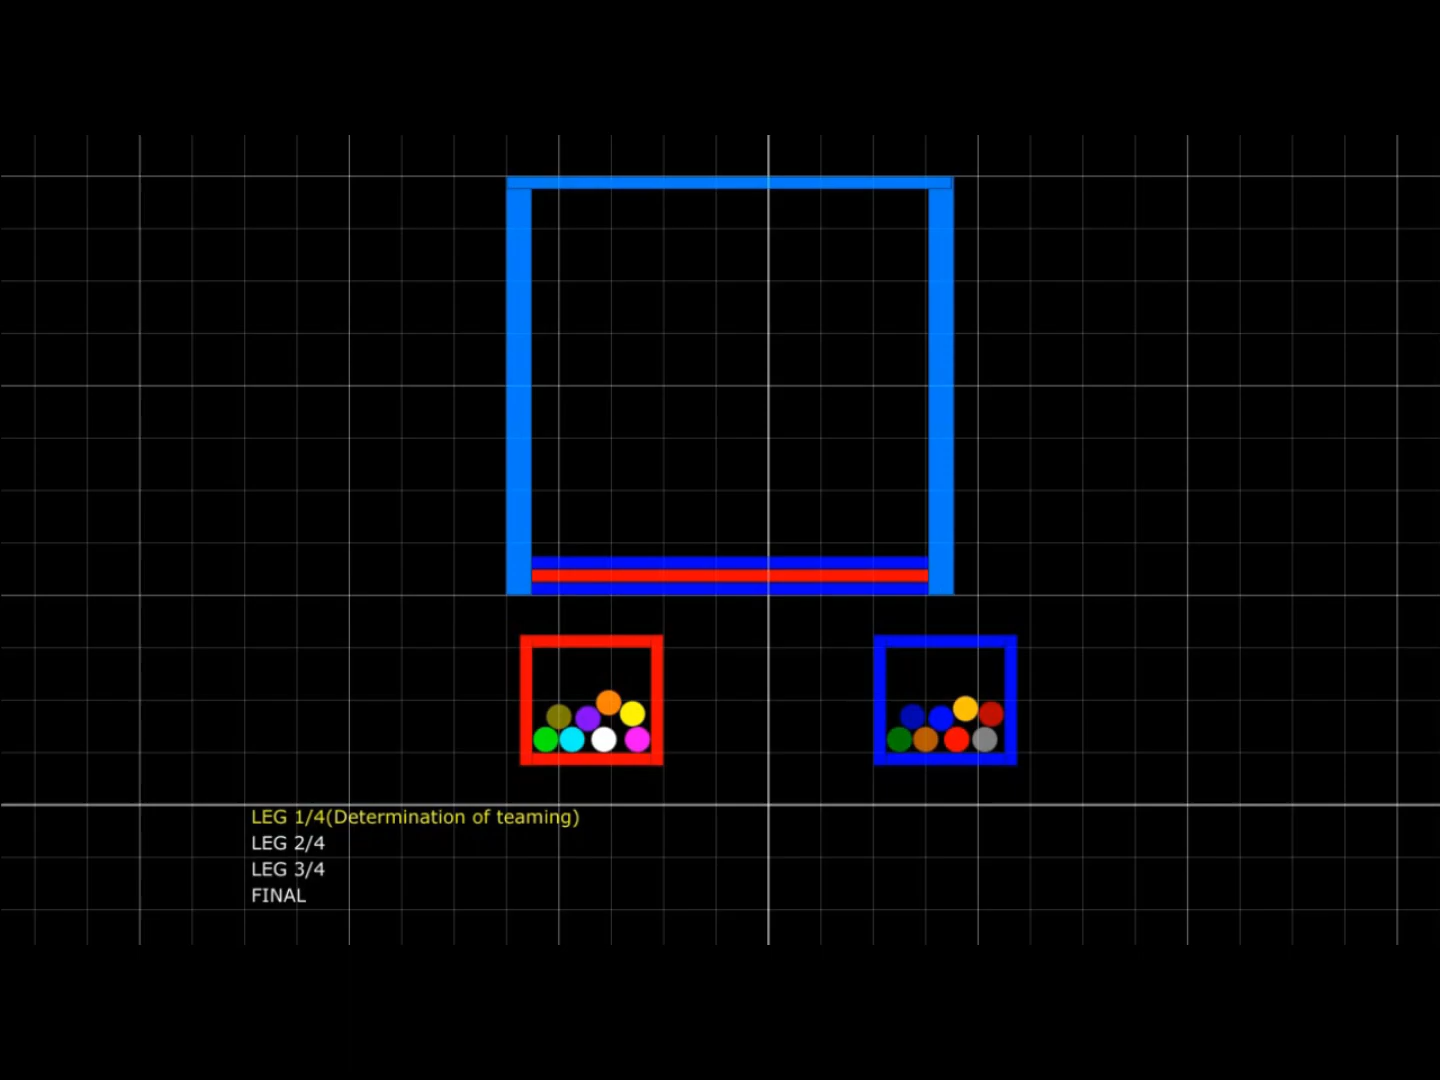 LEG 1/4(Determination of teaming)
LEG 2/4
LEG 3/4
FINAL